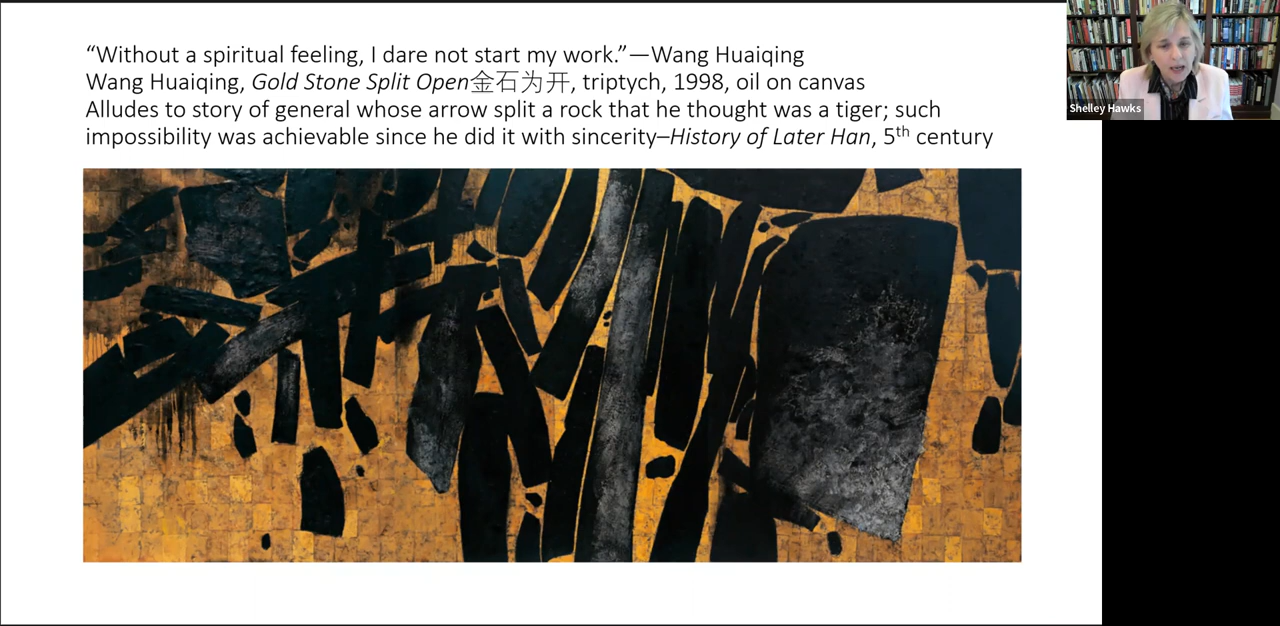 “Without a spiritual feeling, I dare not start my work.”—Wang Huaiqing
Wang Huaiqing, Gold Stone Split Open金石为开, triptych, 1998, oil on canvas
Alludes to story of general whose arrow split a rock that he thought was a tiger; such
impossibility was achievable since he did it with sincerity–History of Later Han, 5th century
Shelley Hawks